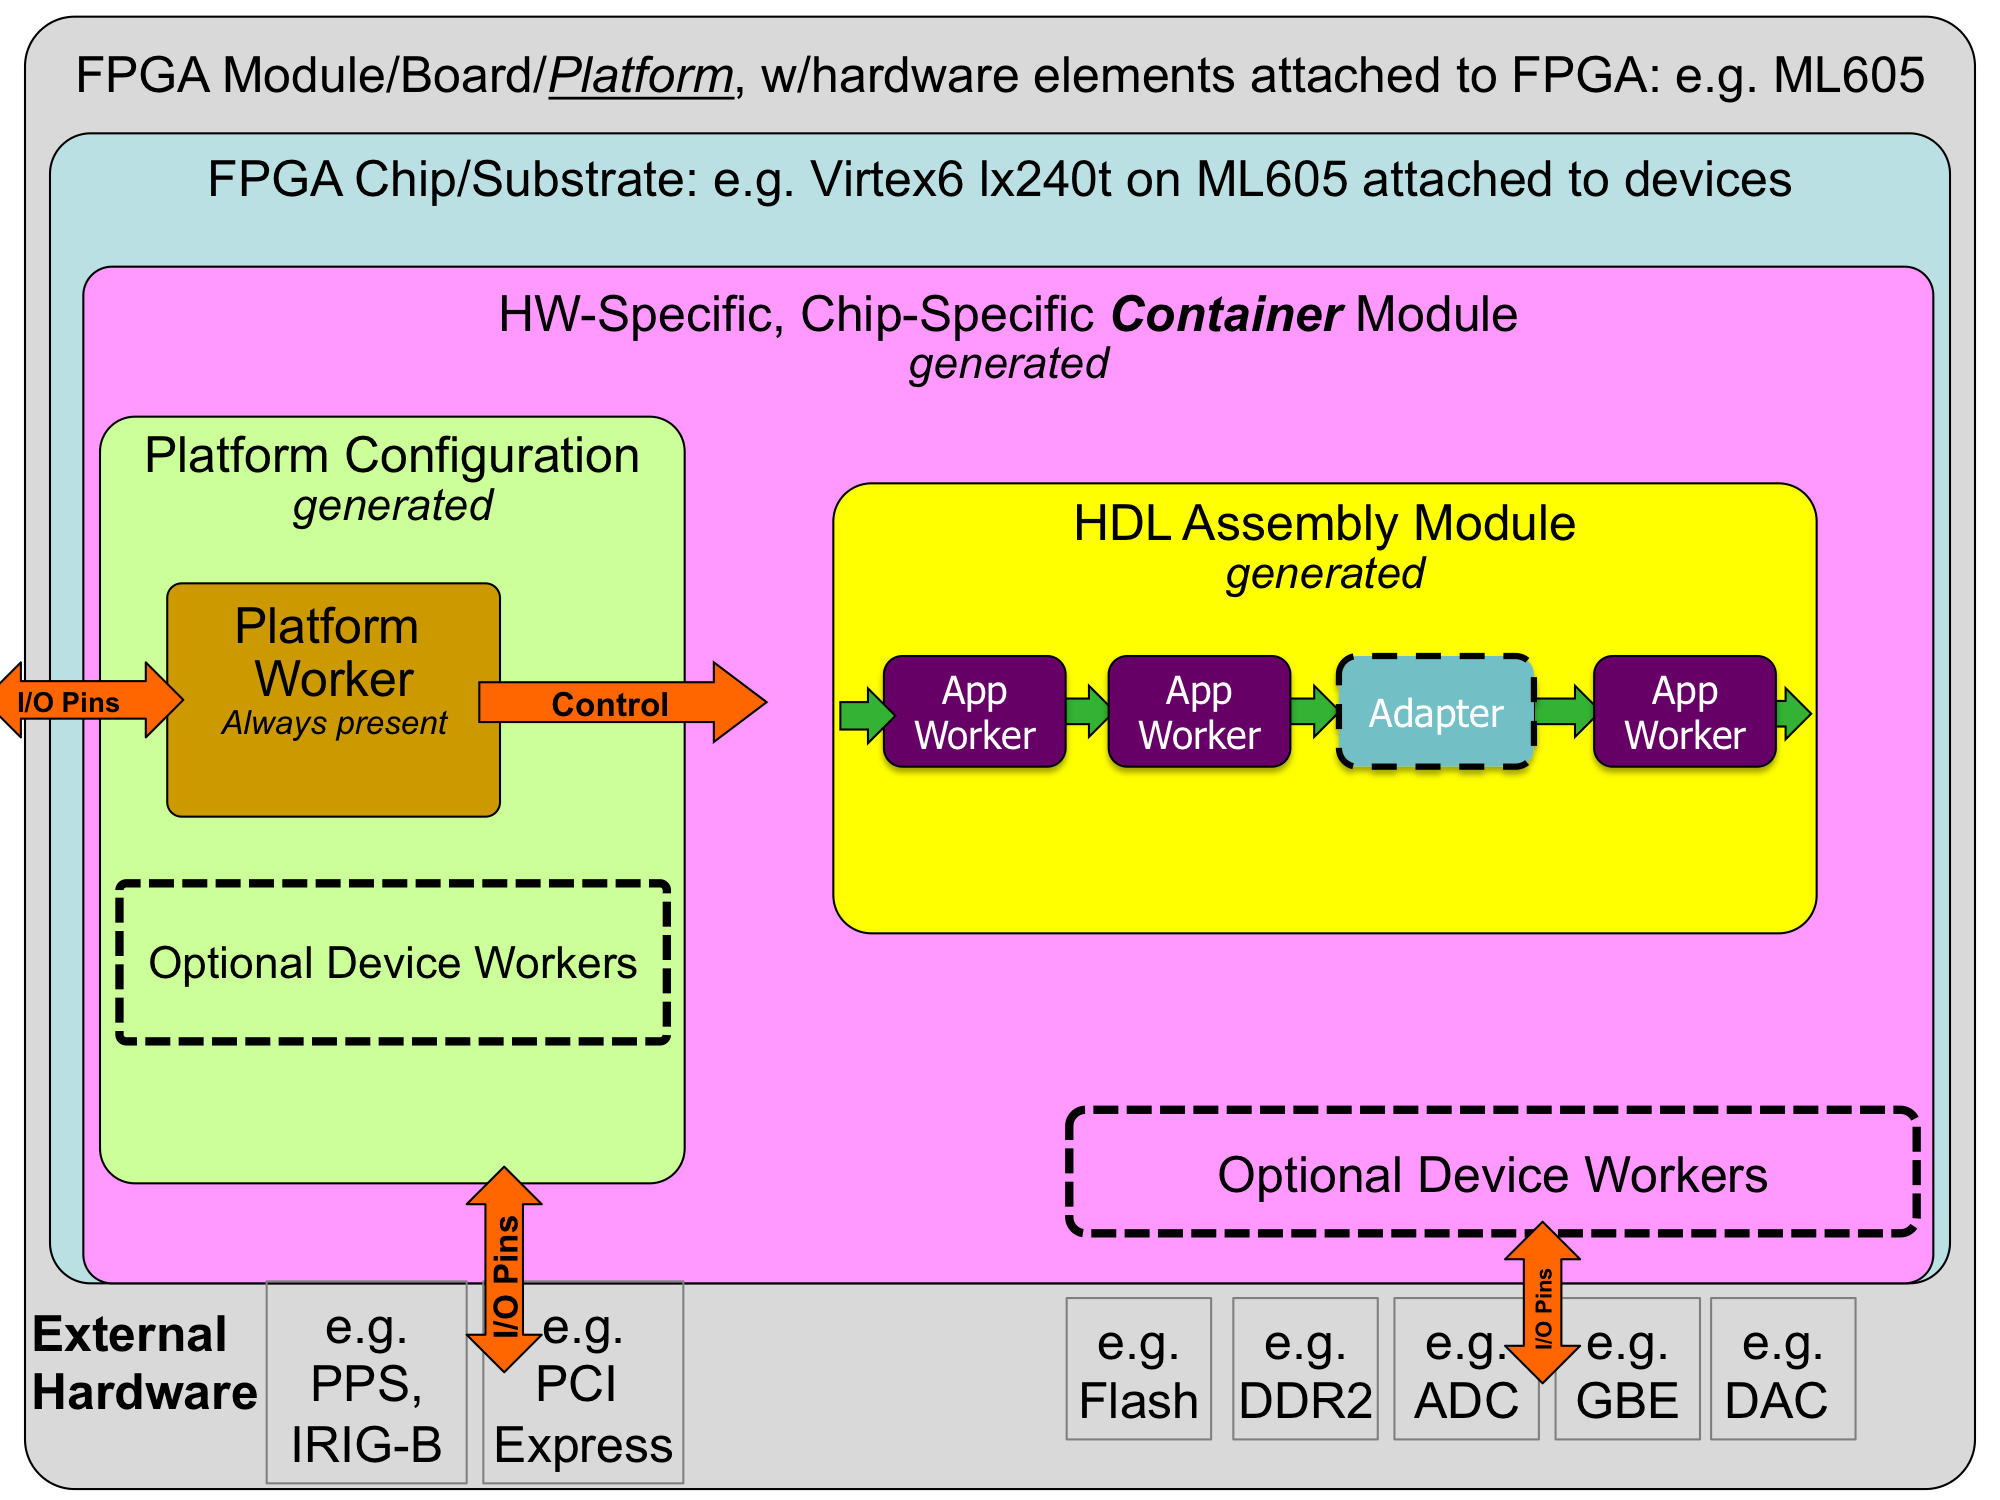 FPGA Module/Board/Platform, w/hardware elements attached to FPGA: e.g. ML605
FPGA Chip/Substrate: e.g. Virtex6 lx240t on ML605 attached to devices
HW-Specific, Chip-Specific Container Module
generated
Platform Configuration
generated
Platform
Worker
Always present
I/O Pins
Control
Optional Device Workers
HDL Assembly Module
generated
App
Worker
App
Worker
Adapter
App
Worker
Optional Device Workers
I/O Pins
I/O Pins
External
Hardware
e.g.
PPS,
IRIG-B
e.g.
PCI
Express
e.g.
Flash
e.g.
DDR2
e.g.
ADC
e.g.
GBE
e.g.
DAC